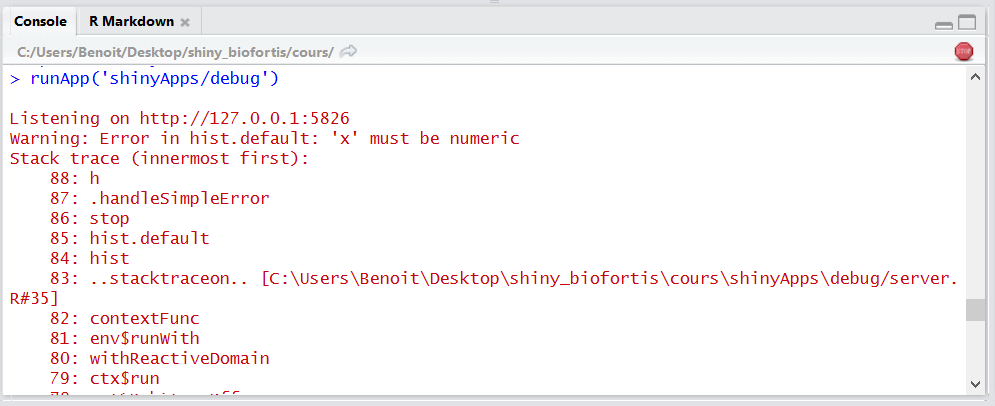 Console R Markdown
C:/Users/Benoit/Desktop/shiny_biofortis/cours/
STOP
> runApp('shinyApps/debug')
Listening on http://127.0.0.1:5826
Warning: Error in hist.default: 'x' must be numeric
Stack trace (innermost first):
88: h
87: .handleSimpleError
86: stop
85: hist.default
84: hist
83: ..stacktraceon.. [C:\Users\Benoit\Desktop\shiny_biofortis\cours\shinyApps\debug/server.
R#35]
82: contextFunc
81: env$runWith
80: withReactiveDomain
79: ctx$run